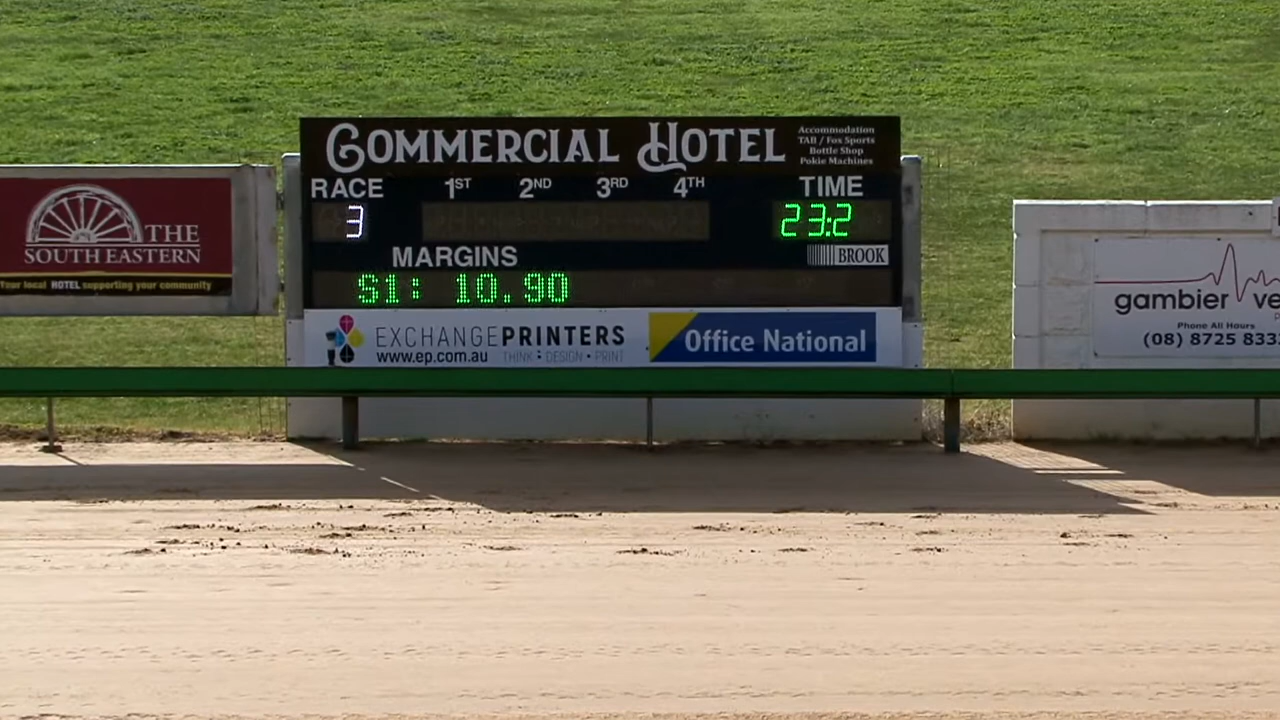 COMMERCIAL HOTEL
Accommodation
TAB / Fox Sports
Bottle Shop
Pokie Machines
RACE 1ST 2ND 3RD 4TH TIME
3 23:2
MARGINS
BROOK
S1: 10.90
EXCHANGEPRINTERS
www.ep.com.au THINK : DESIGN • PRINT
Office National
THE
SOUTH EASTERN
Your local HOTEL supporting your community
gambier ve
Phone All Hours
(08) 8725 833